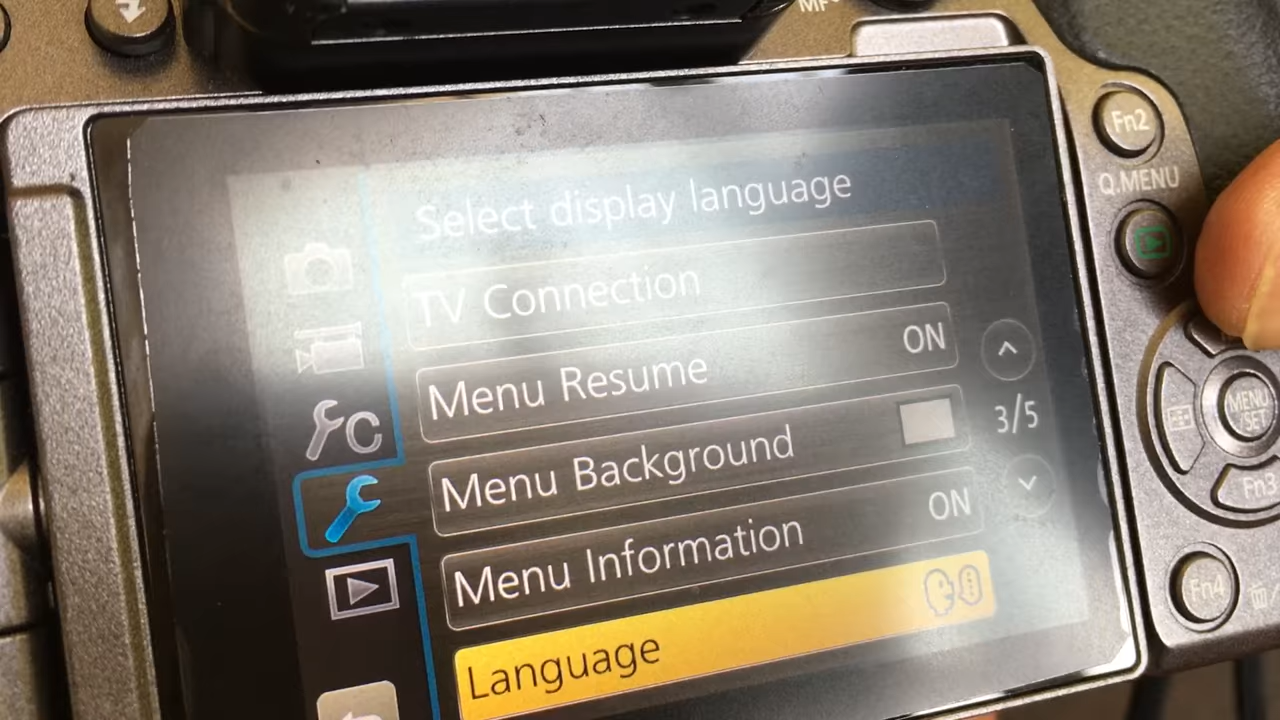 MF
Fn2
Q.MENU
Select display language
TV Connection
Menu Resume ON
Menu Background
3/5
Menu Information ON
Language
C
MENU
SET
Fn3
Fn4